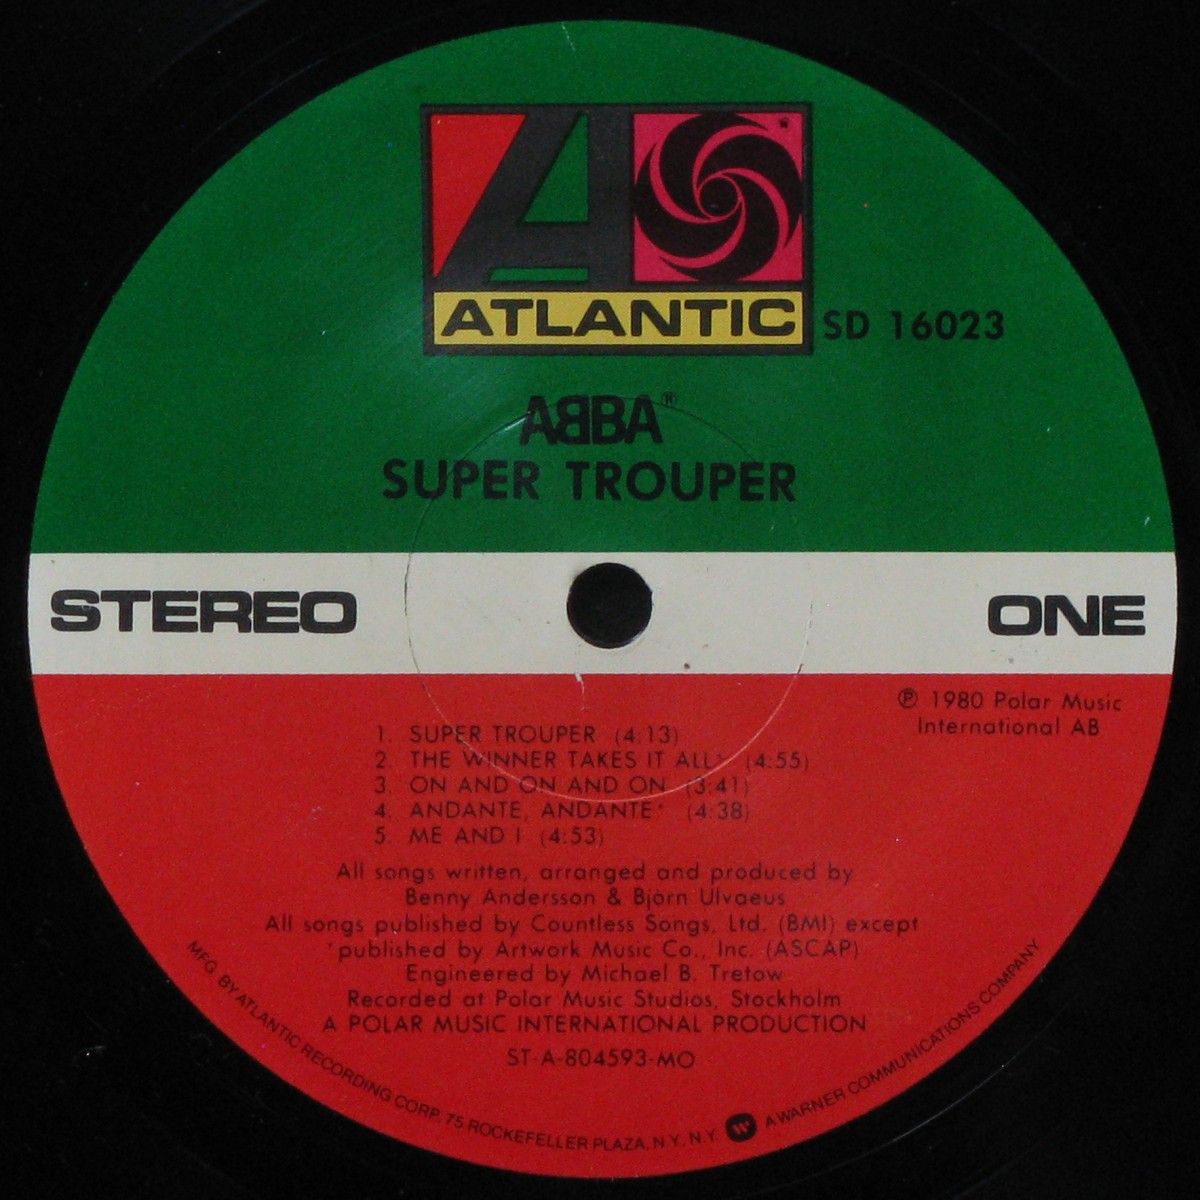 ATLANTIC
SD 16023
ABBA®
SUPER TROUPER
STEREO
ONE
℗ 1980 Polar Music
International AB
1. SUPER TROUPER (4:13)
2. THE WINNER TAKES IT ALL* (4:55)
3. ON AND ON AND ON (3:41)
4. ANDANTE, ANDANTE* (4:38)
5. ME AND I (4:53)
All songs written, arranged and produced by
Benny Andersson & Björn Ulvaeus
All songs published by Countless Songs, Ltd. (BMI) except
*published by Artwork Music Co., Inc. (ASCAP)
Engineered by Michael B. Tretow
Recorded at Polar Music Studios, Stockholm
A POLAR MUSIC INTERNATIONAL PRODUCTION
ST-A-804593-MO
MFG. BY ATLANTIC RECORDING CORP. 75 ROCKEFELLER PLAZA, N.Y. N.Y. A WARNER COMMUNICATIONS COMPANY